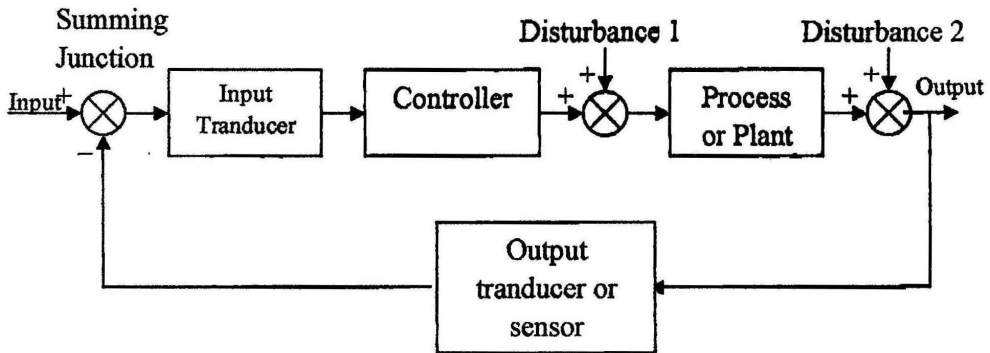 Summing
Junction
Disturbance 1
Disturbance 2
Input
+
Input
Tranducer
Controller
+
+
Process
or Plant
+
+
Output
−
Output
tranducer or
sensor